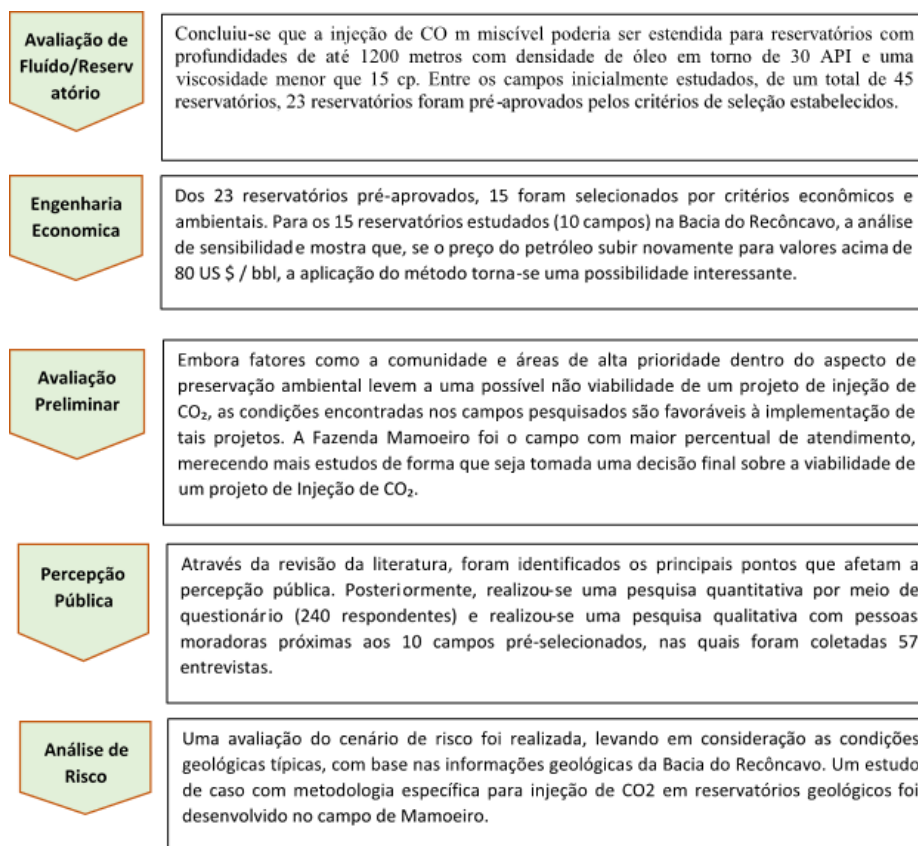 Avaliação de
Fluído/Reserv
atório
Concluiu-se que a injeção de CO m miscível poderia ser estendida para reservatórios com
profundidades de até 1200 metros com densidade de óleo em torno de 30 API e uma
viscosidade menor que 15 cp. Entre os campos inicialmente estudados, de um total de 45
reservatórios, 23 reservatórios foram pré-aprovados pelos critérios de seleção estabelecidos.
Engenharia
Economica
Dos 23 reservatórios pré-aprovados, 15 foram selecionados por critérios econômicos e
ambientais. Para os 15 reservatórios estudados (10 campos) na Bacia do Recôncavo, a análise
de sensibilidade mostra que, se o preço do petróleo subir novamente para valores acima de
80 US $ / bbl, a aplicação do método torna-se uma possibilidade interessante.
Avaliação
Preliminar
Embora fatores como a comunidade e áreas de alta prioridade dentro do aspecto de
preservação ambiental levem a uma possível não viabilidade de um projeto de injeção de
CO₂, as condições encontradas nos campos pesquisados são favoráveis à implementação de
tais projetos. A Fazenda Mamoeiro foi o campo com maior percentual de atendimento,
merecendo mais estudos de forma que seja tomada uma decisão final sobre a viabilidade de
um projeto de Injeção de CO₂.
Percepção
Pública
Através da revisão da literatura, foram identificados os principais pontos que afetam a
percepção pública. Posteriormente, realizou-se uma pesquisa quantitativa por meio de
questionário (240 respondentes) e realizou-se uma pesquisa qualitativa com pessoas
moradoras próximas aos 10 campos pré-selecionados, nas quais foram coletadas 57
entrevistas.
Análise de
Risco
Uma avaliação do cenário de risco foi realizada, levando em consideração as condições
geológicas típicas, com base nas informações geológicas da Bacia do Recôncavo. Um estudo
de caso com metodologia específica para injeção de CO2 em reservatórios geológicos foi
desenvolvido no campo de Mamoeiro.